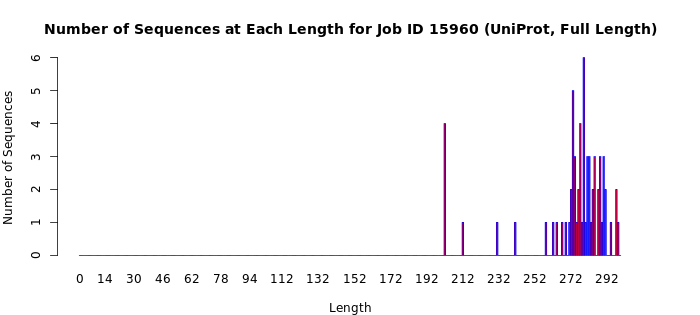 Number of Sequences at Each Length for Job ID 15960 (UniProt, Full Length)
Number of Sequences
6
5
4
3
2
1
0
0 14 30 46 62 78 94 112 132 152 172 192 212 232 252 272 292
Length